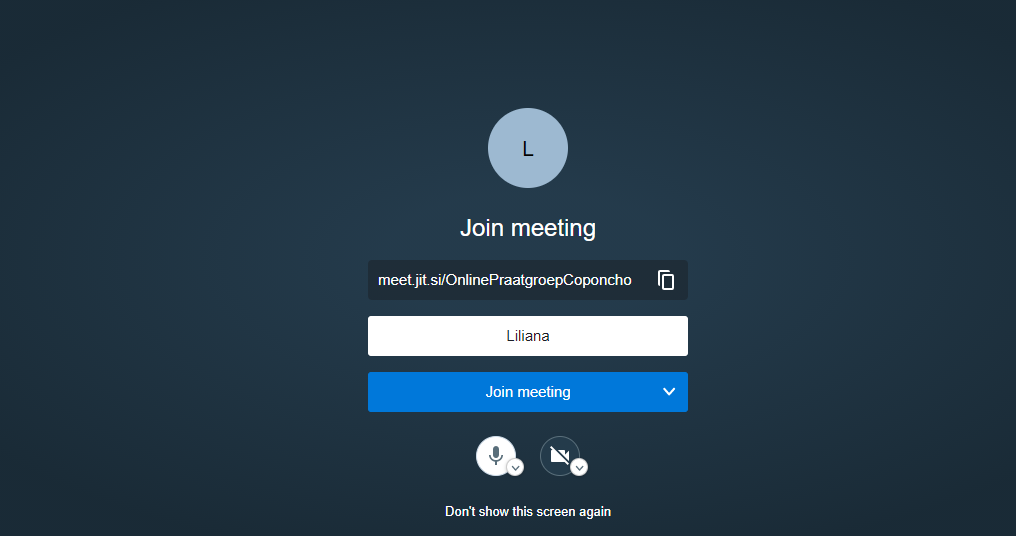 L
Join meeting
meet.jit.si/OnlinePraatgroepCoponcho
Liliana
Join meeting
Don't show this screen again